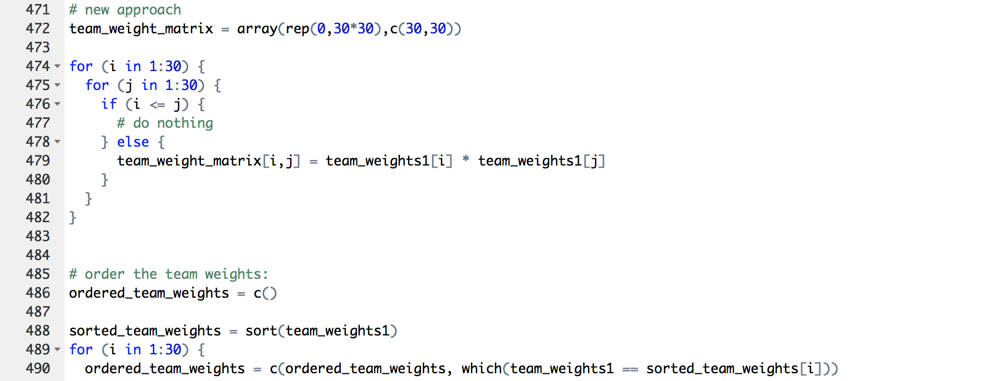 471 # new approach
472 team_weight_matrix = array(rep(0,30*30),c(30,30))
473
474 for (i in 1:30) {
475   for (j in 1:30) {
476     if (i <= j) {
477       # do nothing
478     } else {
479       team_weight_matrix[i,j] = team_weights1[i] * team_weights1[j]
480     }
481   }
482 }
483
484
485 # order the team weights:
486 ordered_team_weights = c()
487
488 sorted_team_weights = sort(team_weights1)
489 for (i in 1:30) {
490   ordered_team_weights = c(ordered_team_weights, which(team_weights1 == sorted_team_weights[i]))